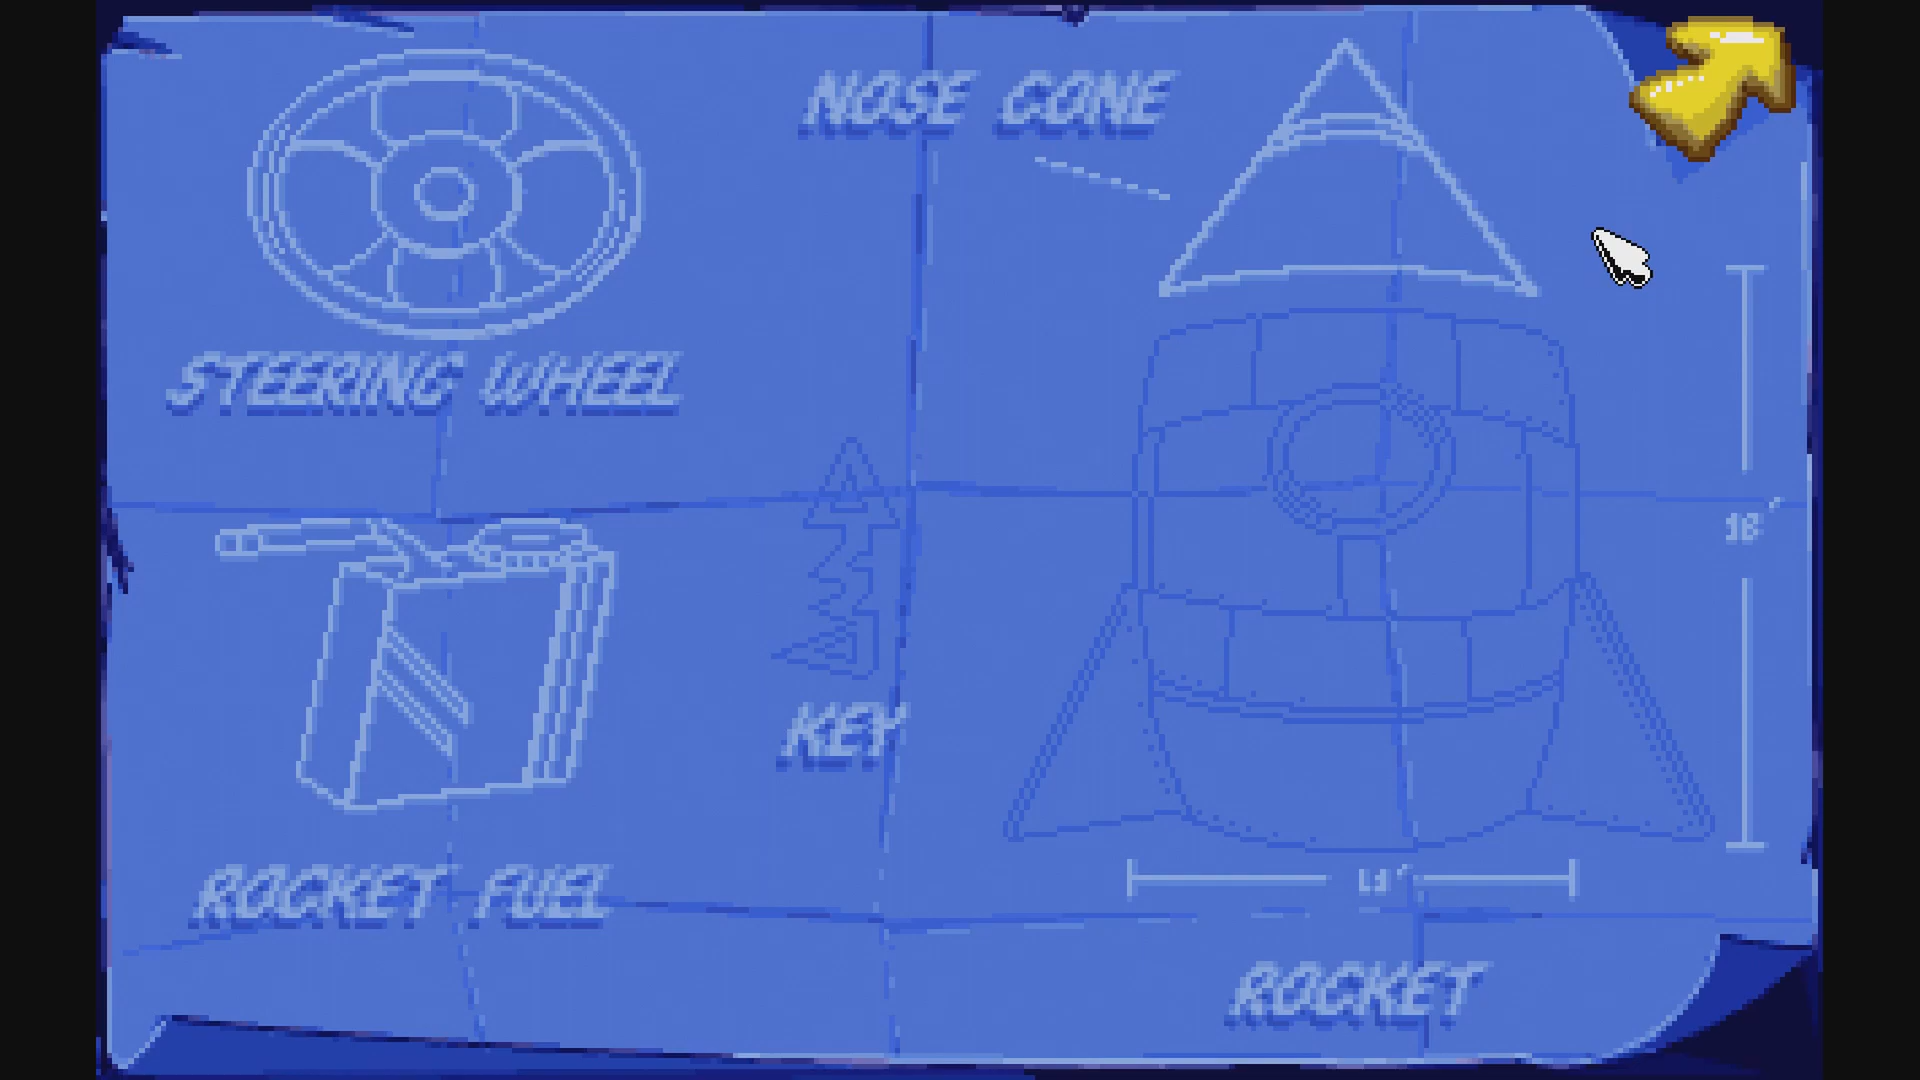 NOSE CONE
STEERING WHEEL
KEY
ROCKET FUEL
ROCKET